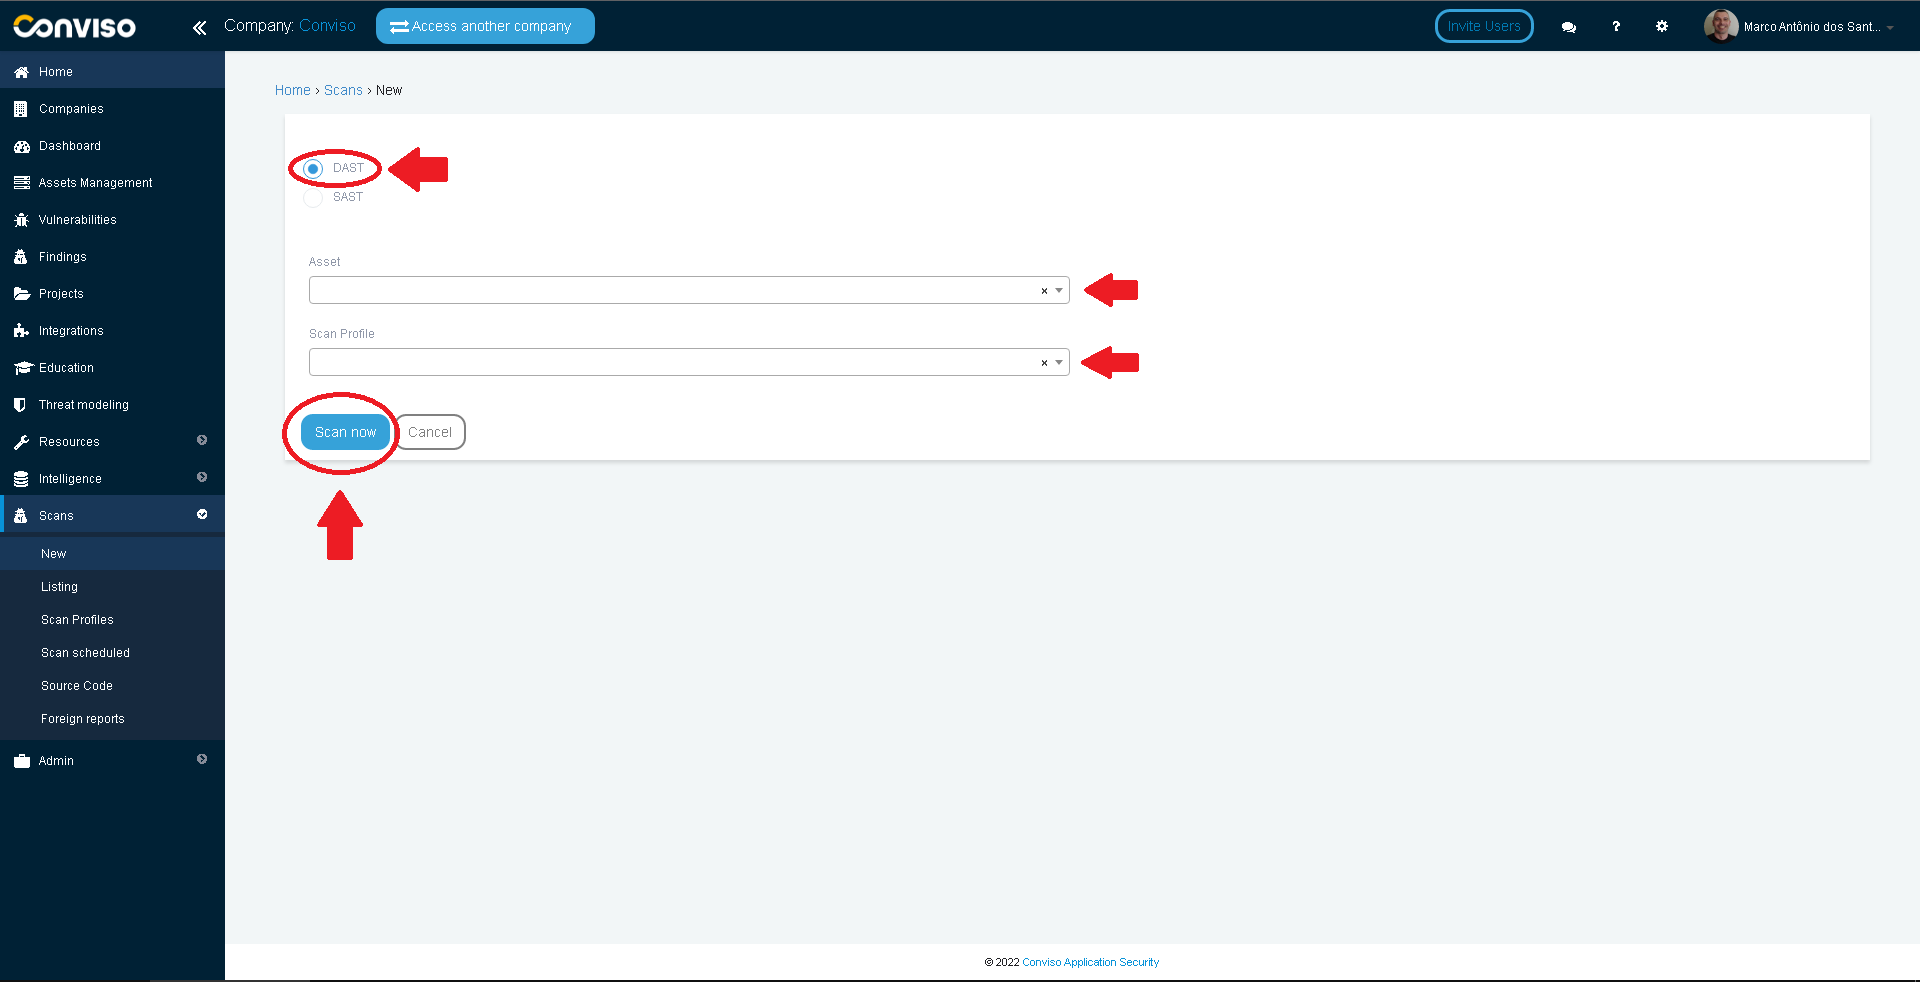 Conviso
Company: Conviso
Access another company
Invite Users
?
Marco Antônio dos Sant...
Home
Companies
Dashboard
Assets Management
Vulnerabilities
Findings
Projects
Integrations
Education
Threat modeling
Resources
Intelligence
Scans
New
Listing
Scan Profiles
Scan scheduled
Source Code
Foreign reports
Admin
Home › Scans › New
DAST
SAST
Asset
×
Scan Profile
×
Scan now
Cancel
© 2022 Conviso Application Security